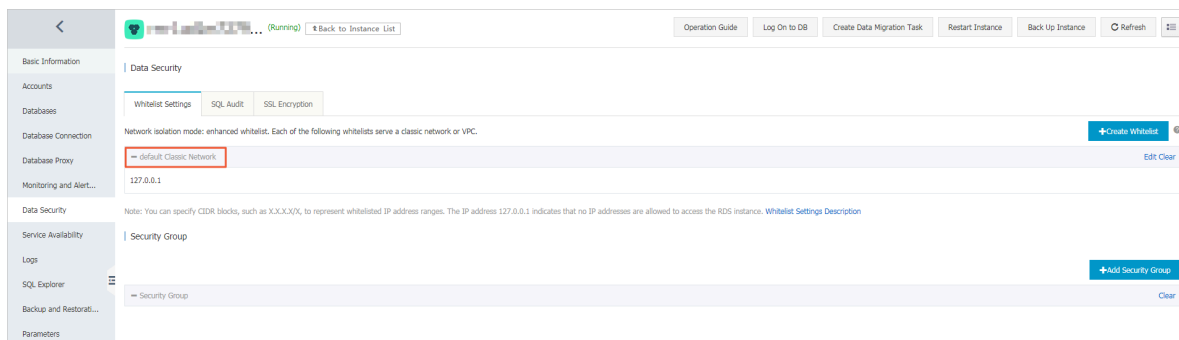 ... (Running) Back to Instance List
Operation Guide Log On to DB Create Data Migration Task Restart Instance Back Up Instance Refresh
Basic Information
Accounts
Databases
Database Connection
Database Proxy
Monitoring and Alert...
Data Security
Service Availability
Logs
SQL Explorer
Backup and Restorati...
Parameters
Data Security
Whitelist Settings SQL Audit SSL Encryption
Network isolation mode: enhanced whitelist. Each of the following whitelists serve a classic network or VPC.
+Create Whitelist
default Classic Network
Edit Clear
127.0.0.1
Note: You can specify CIDR blocks, such as X.X.X.X/X, to represent whitelisted IP address ranges. The IP address 127.0.0.1 indicates that no IP addresses are allowed to access the RDS instance. Whitelist Settings Description
Security Group
+Add Security Group
Security Group
Clear